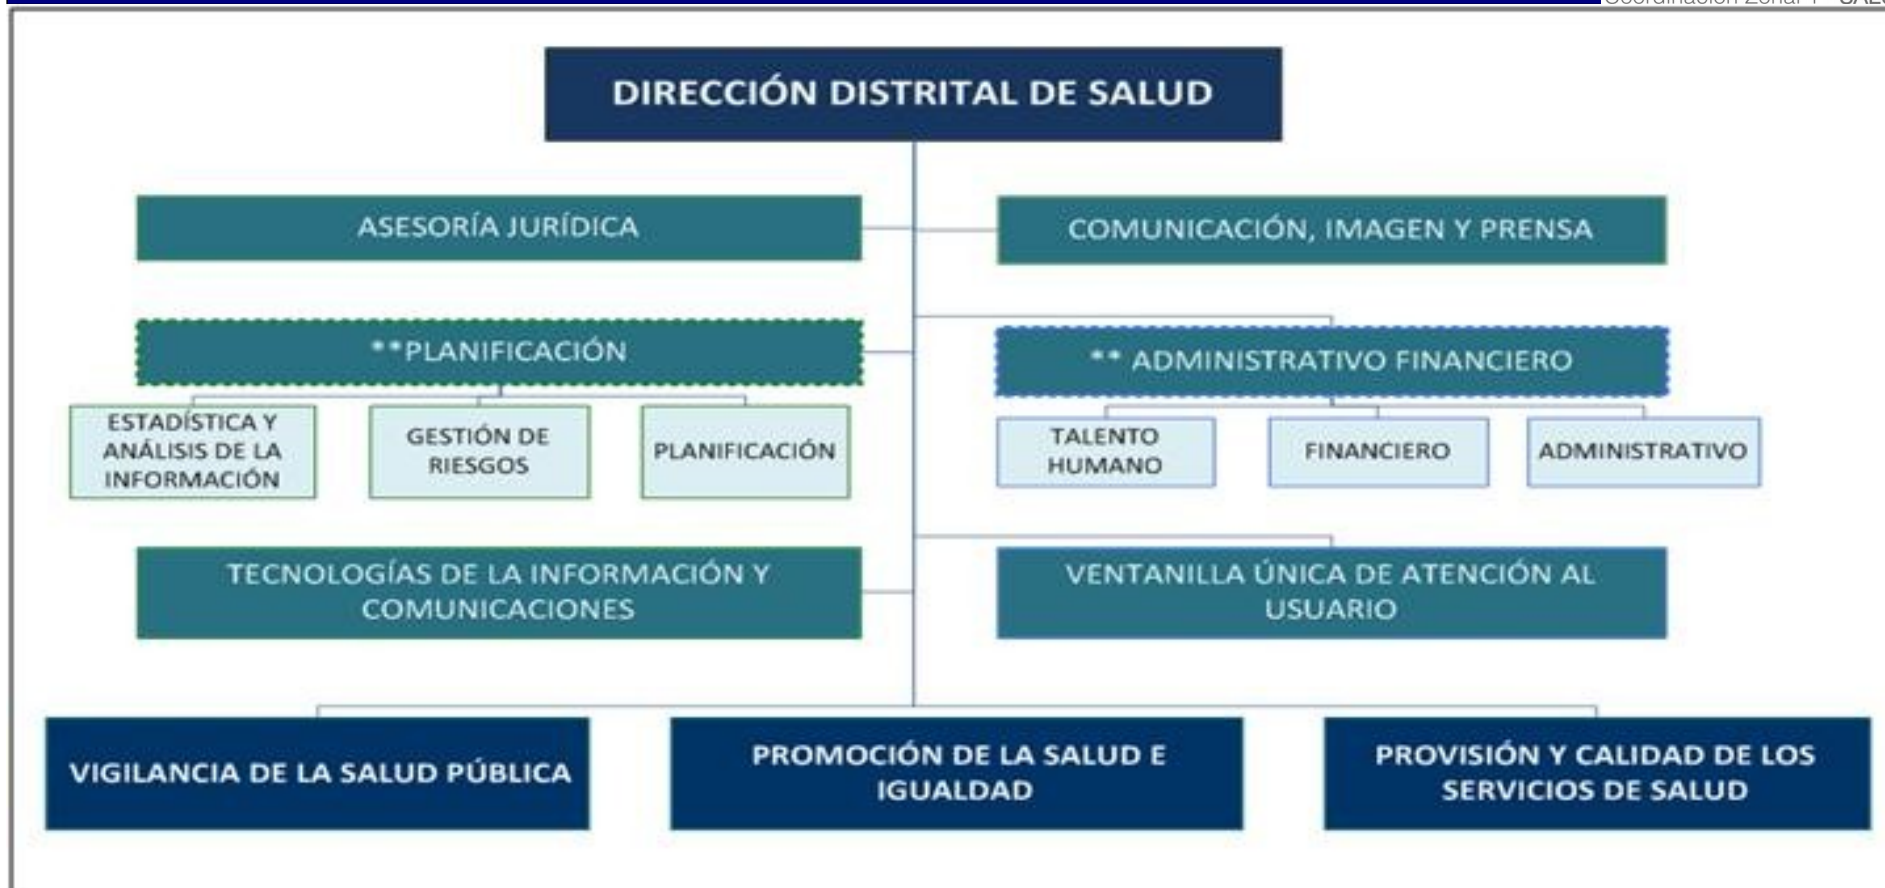 DIRECCIÓN DISTRITAL DE SALUD
ASESORÍA JURÍDICA
COMUNICACIÓN, IMAGEN Y PRENSA
**PLANIFICACIÓN
** ADMINISTRATIVO FINANCIERO
ESTADÍSTICA Y
ANÁLISIS DE LA
INFORMACIÓN
GESTIÓN DE
RIESGOS
PLANIFICACIÓN
TALENTO
HUMANO
FINANCIERO
ADMINISTRATIVO
TECNOLOGÍAS DE LA INFORMACIÓN Y
COMUNICACIONES
VENTANILLA ÚNICA DE ATENCIÓN AL
USUARIO
VIGILANCIA DE LA SALUD PÚBLICA
PROMOCIÓN DE LA SALUD E
IGUALDAD
PROVISIÓN Y CALIDAD DE LOS
SERVICIOS DE SALUD